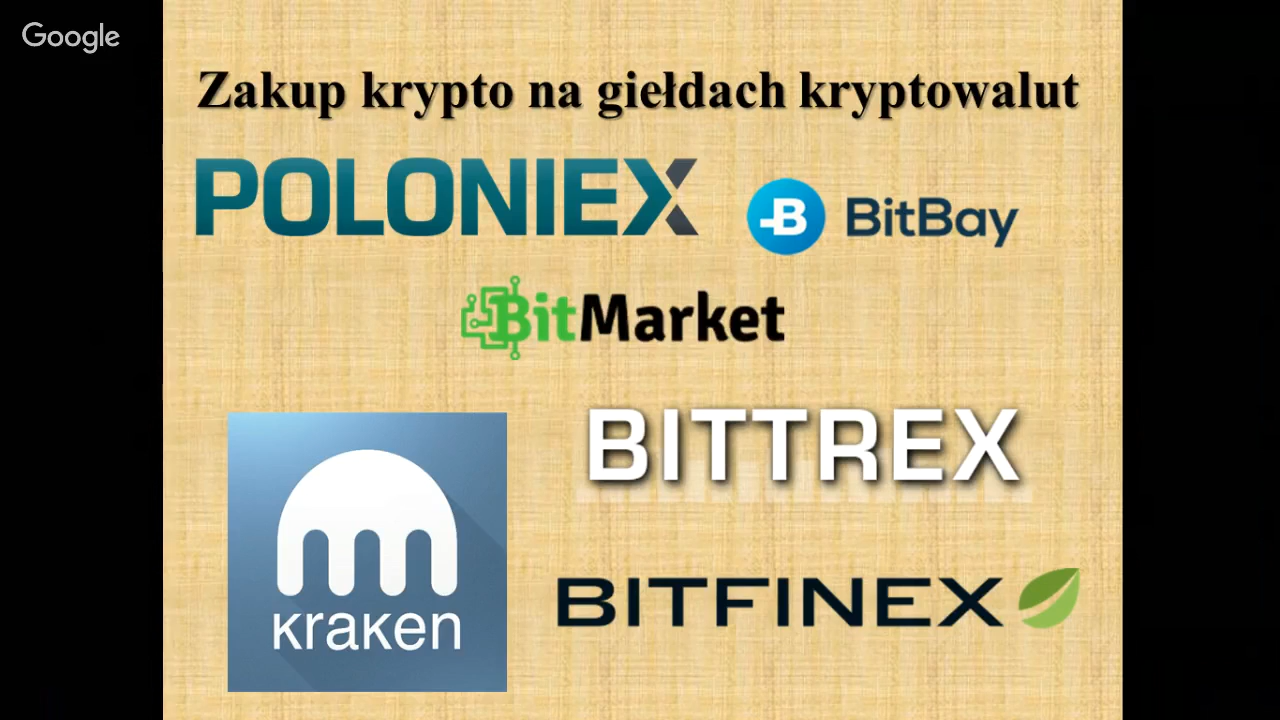 Google
Zakup krypto na giełdach kryptowalut
POLONIEX
B BitBay
BitMarket
BITTREX
kraken
BITFINEX